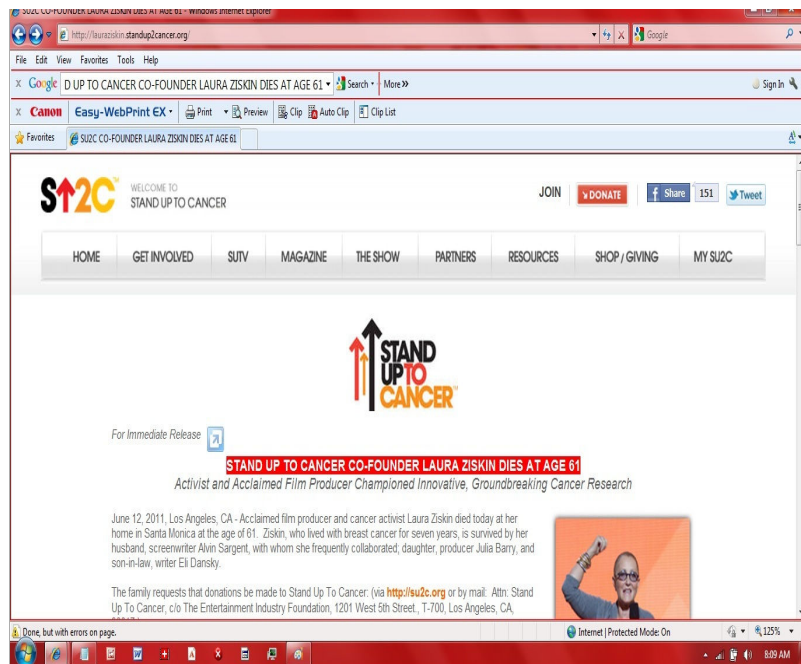 SU2C CO-FOUNDER LAURA ZISKIN DIES AT AGE 61 - Windows Internet Explorer
http://lauraziskin.standup2cancer.org/
Google
File Edit View Favorites Tools Help
x Google D UP TO CANCER CO-FOUNDER LAURA ZISKIN DIES AT AGE 61 Search More >> Sign In
x Canon Easy-WebPrint EX Print Preview Clip Auto Clip Clip List
Favorites SU2C CO-FOUNDER LAURA ZISKIN DIES AT AGE 61
SU2C™ WELCOME TO STAND UP TO CANCER JOIN DONATE Share 151 Tweet
HOME GET INVOLVED SUTV MAGAZINE THE SHOW PARTNERS RESOURCES SHOP / GIVING MY SU2C
STAND
UPTO
CANCER™
For Immediate Release
STAND UP TO CANCER CO-FOUNDER LAURA ZISKIN DIES AT AGE 61
Activist and Acclaimed Film Producer Championed Innovative, Groundbreaking Cancer Research
June 12, 2011, Los Angeles, CA - Acclaimed film producer and cancer activist Laura Ziskin died today at her
home in Santa Monica at the age of 61. Ziskin, who lived with breast cancer for seven years, is survived by her
husband, screenwriter Alvin Sargent, with whom she frequently collaborated; daughter, producer Julia Barry, and
son-in-law, writer Eli Dansky.
The family requests that donations be made to Stand Up To Cancer: (via http://su2c.org or by mail: Attn: Stand
Up To Cancer, c/o The Entertainment Industry Foundation, 1201 West 5th Street., T-700, Los Angeles, CA,
Done, but with errors on page. Internet | Protected Mode: On 125%
8:09 AM